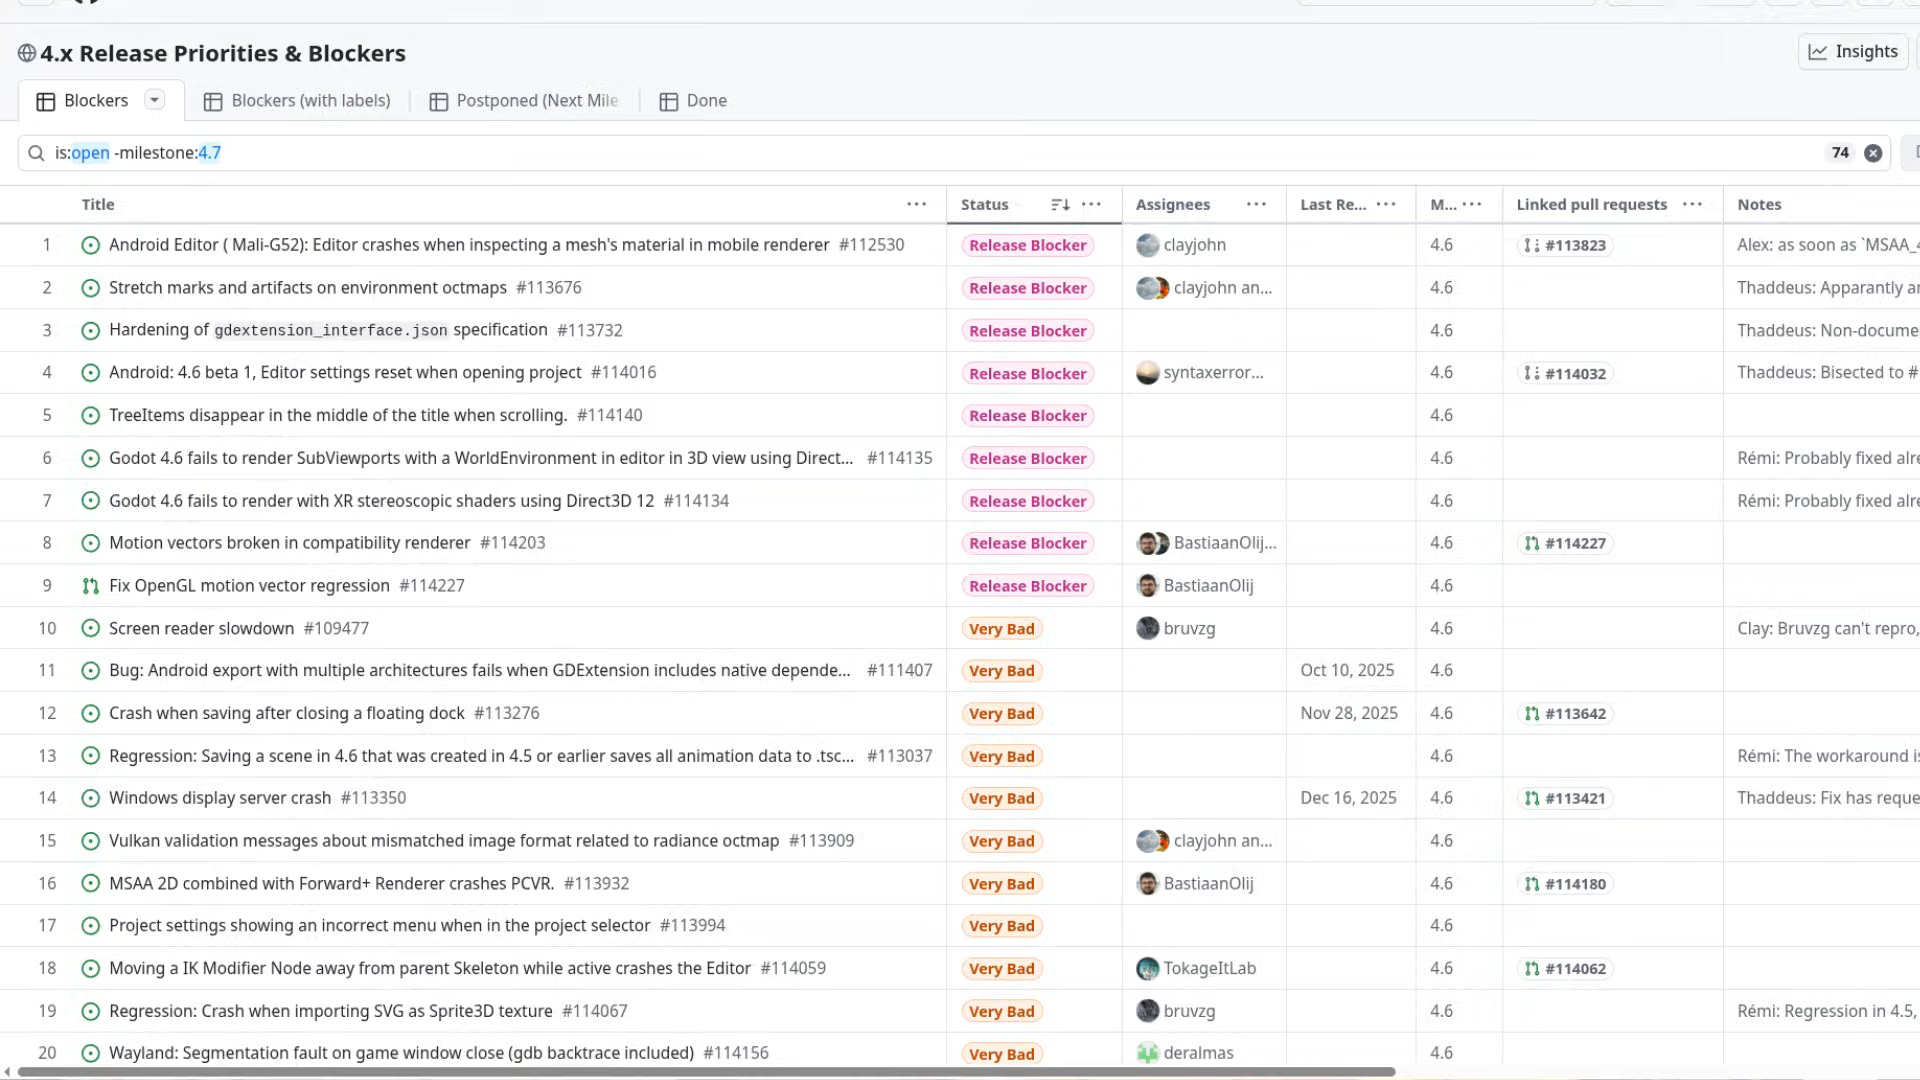 4.x Release Priorities & Blockers
Insights
Blockers
Blockers (with labels)
Postponed (Next Mile
Done
is:open -milestone:4.7
74
Title Status Assignees Last Re... M... Linked pull requests Notes
1 Android Editor ( Mali-G52): Editor crashes when inspecting a mesh's material in mobile renderer #112530 Release Blocker clayjohn 4.6 #113823 Alex: as soon as `MSAA_4
2 Stretch marks and artifacts on environment octmaps #113676 Release Blocker clayjohn an... 4.6 Thaddeus: Apparantly an
3 Hardening of gdextension_interface.json specification #113732 Release Blocker 4.6 Thaddeus: Non-docume
4 Android: 4.6 beta 1, Editor settings reset when opening project #114016 Release Blocker syntaxerror... 4.6 #114032 Thaddeus: Bisected to #
5 TreeItems disappear in the middle of the title when scrolling. #114140 Release Blocker 4.6
6 Godot 4.6 fails to render SubViewports with a WorldEnvironment in editor in 3D view using Direct... #114135 Release Blocker 4.6 Rémi: Probably fixed alre
7 Godot 4.6 fails to render with XR stereoscopic shaders using Direct3D 12 #114134 Release Blocker 4.6 Rémi: Probably fixed alre
8 Motion vectors broken in compatibility renderer #114203 Release Blocker BastiaanOlij... 4.6 #114227
9 Fix OpenGL motion vector regression #114227 Release Blocker BastiaanOlij 4.6
10 Screen reader slowdown #109477 Very Bad bruvzg 4.6 Clay: Bruvzg can't repro,
11 Bug: Android export with multiple architectures fails when GDExtension includes native depende... #111407 Very Bad Oct 10, 2025 4.6
12 Crash when saving after closing a floating dock #113276 Very Bad Nov 28, 2025 4.6 #113642
13 Regression: Saving a scene in 4.6 that was created in 4.5 or earlier saves all animation data to .tsc... #113037 Very Bad 4.6 Rémi: The workaround is
14 Windows display server crash #113350 Very Bad Dec 16, 2025 4.6 #113421 Thaddeus: Fix has reque
15 Vulkan validation messages about mismatched image format related to radiance octmap #113909 Very Bad clayjohn an... 4.6
16 MSAA 2D combined with Forward+ Renderer crashes PCVR. #113932 Very Bad BastiaanOlij 4.6 #114180
17 Project settings showing an incorrect menu when in the project selector #113994 Very Bad 4.6
18 Moving a IK Modifier Node away from parent Skeleton while active crashes the Editor #114059 Very Bad TokageItLab 4.6 #114062
19 Regression: Crash when importing SVG as Sprite3D texture #114067 Very Bad bruvzg 4.6 Rémi: Regression in 4.5,
20 Wayland: Segmentation fault on game window close (gdb backtrace included) #114156 Very Bad deralmas 4.6